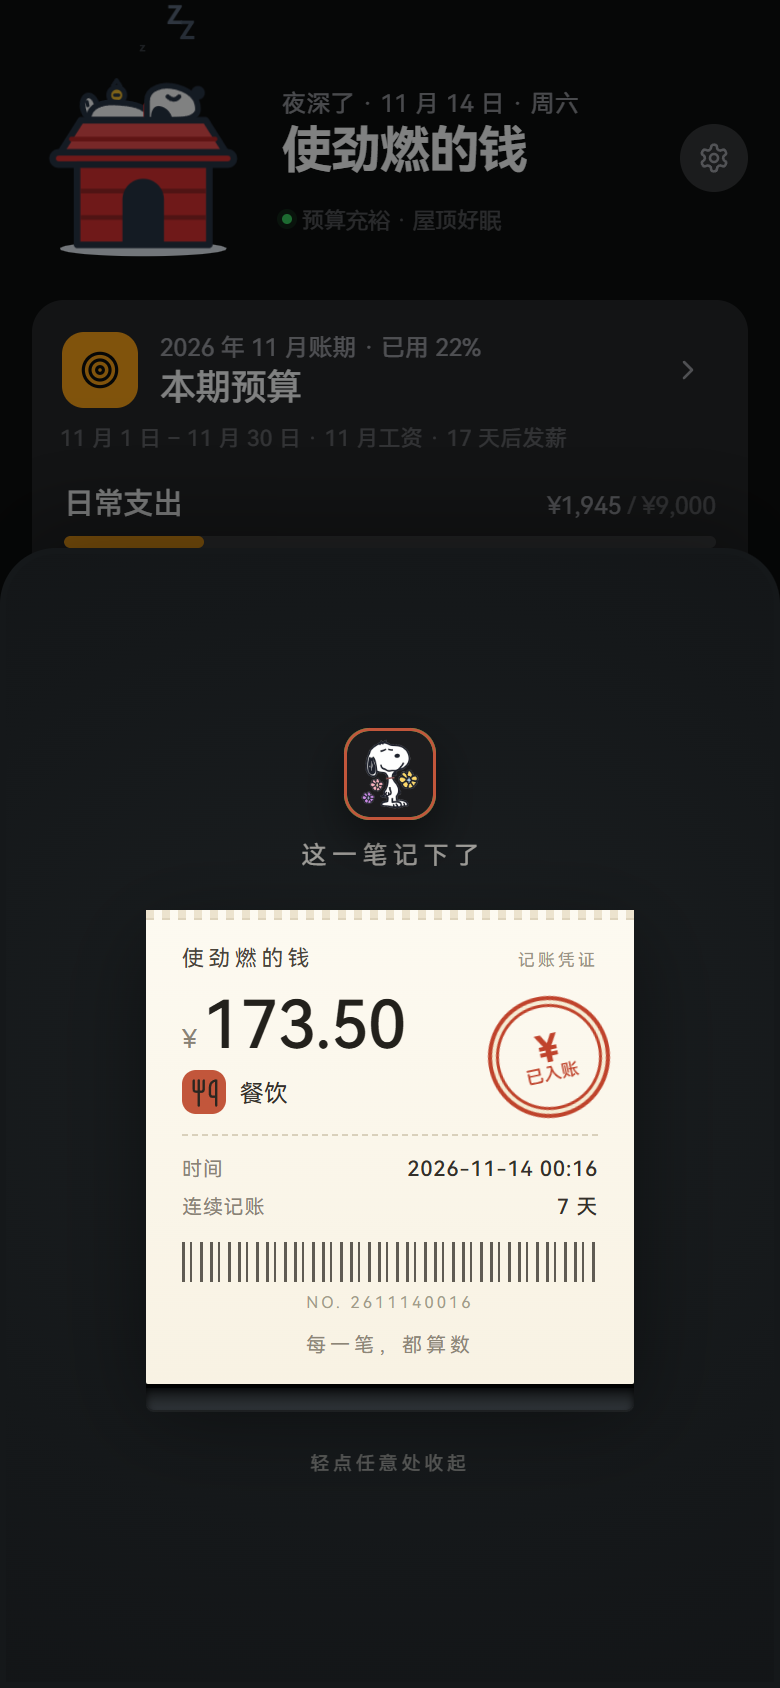 Z
Z
z
夜深了 · 11 月 14 日 · 周六
使劲燃的钱
预算充裕 · 屋顶好眠
2026 年 11 月账期 · 已用 22%
本期预算
11 月 1 日 – 11 月 30 日 · 11 月工资 · 17 天后发薪
日常支出 ¥1,945 / ¥9,000
这一笔记下了
使劲燃的钱 记账凭证
¥ 173.50
¥
已入账
餐饮
时间 2026-11-14 00:16
连续记账 7 天
NO. 2611140016
每一笔，都算数
轻点任意处收起